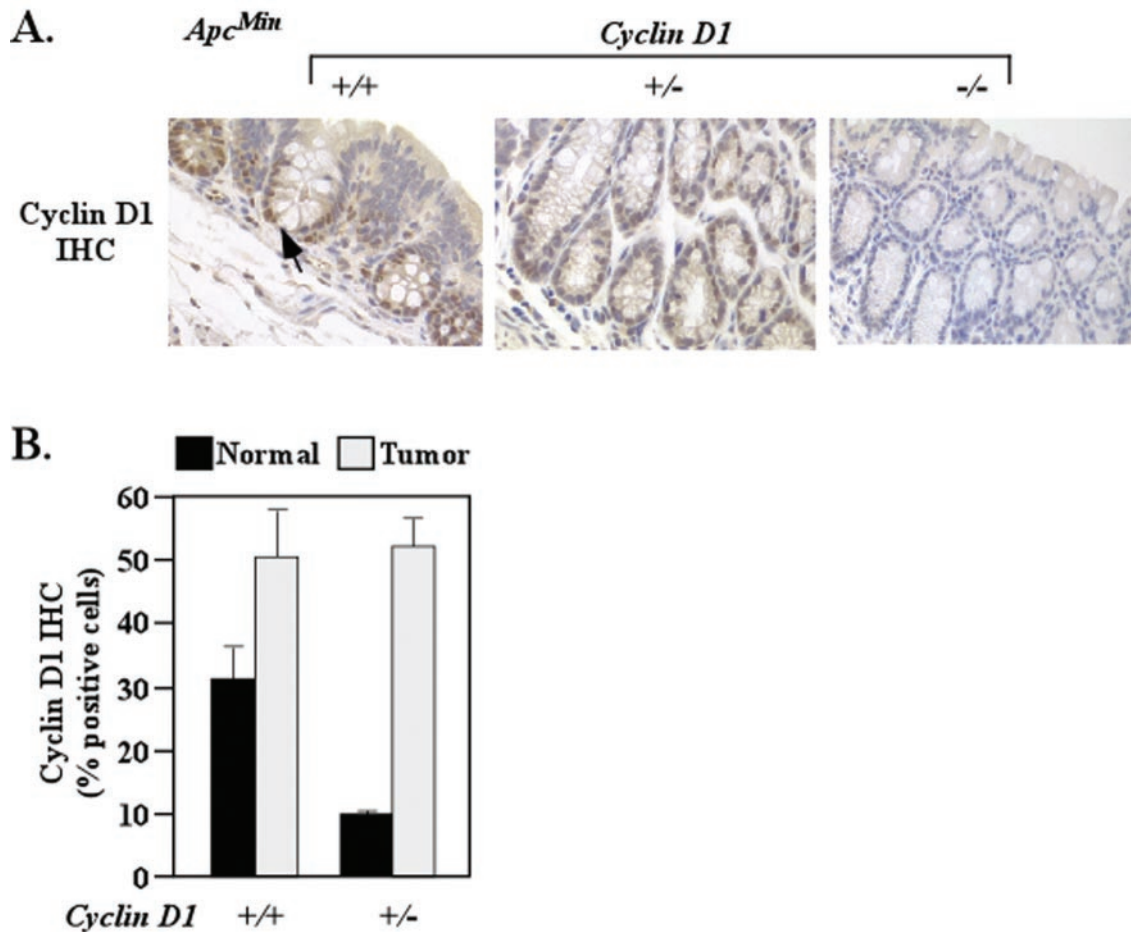 A.
Apc^Min Cyclin D1
+/+ +/- -/-
Cyclin D1
IHC
B.
Normal Tumor
Cyclin D1 IHC
(% positive cells)
60
50
40
30
20
10
0
Cyclin D1 +/+ +/-